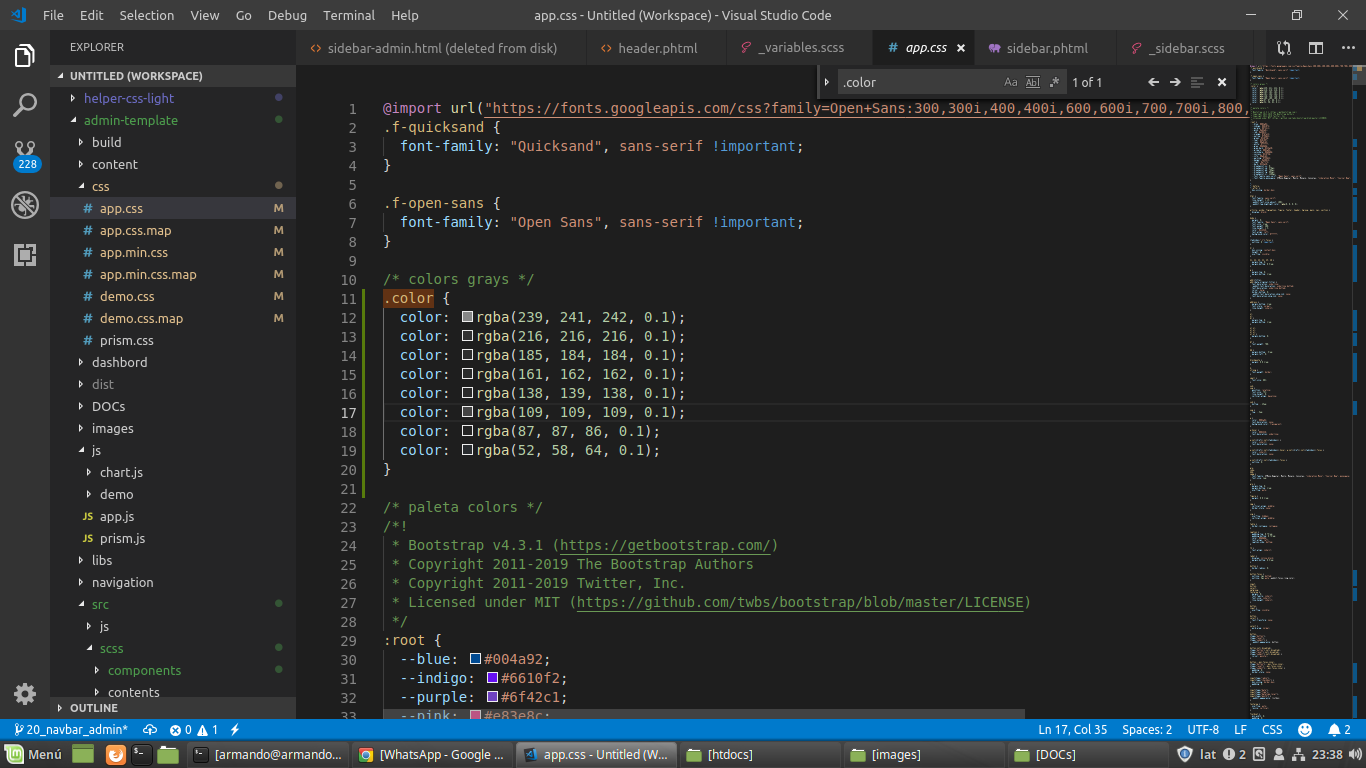 File Edit Selection View Go Debug Terminal Help
app.css - Untitled (Workspace) - Visual Studio Code
EXPLORER
sidebar-admin.html (deleted from disk)
header.phtml
_variables.scss
app.css
sidebar.phtml
_sidebar.scss
UNTITLED (WORKSPACE)
helper-css-light
admin-template
build
content
css
app.css M
app.css.map M
app.min.css M
app.min.css.map M
demo.css M
demo.css.map M
prism.css
dashbord
dist
DOCs
images
js
chart.js
demo
JS app.js
JS prism.js
libs
navigation
src
js
scss
components
contents
OUTLINE
228
.color Aa Abl .* 1 of 1
1 @import url("https://fonts.googleapis.com/css?family=Open+Sans:300,300i,400,400i,600,600i,700,700i,800,
2 .f-quicksand {
3 font-family: "Quicksand", sans-serif !important;
4 }
5
6 .f-open-sans {
7 font-family: "Open Sans", sans-serif !important;
8 }
9
10 /* colors grays */
11 .color {
12 color: rgba(239, 241, 242, 0.1);
13 color: rgba(216, 216, 216, 0.1);
14 color: rgba(185, 184, 184, 0.1);
15 color: rgba(161, 162, 162, 0.1);
16 color: rgba(138, 139, 138, 0.1);
17 color: rgba(109, 109, 109, 0.1);
18 color: rgba(87, 87, 86, 0.1);
19 color: rgba(52, 58, 64, 0.1);
20 }
21
22 /* paleta colors */
23 /*!
24 * Bootstrap v4.3.1 (https://getbootstrap.com/)
25 * Copyright 2011-2019 The Bootstrap Authors
26 * Copyright 2011-2019 Twitter, Inc.
27 * Licensed under MIT (https://github.com/twbs/bootstrap/blob/master/LICENSE)
28 */
29 :root {
30 --blue: #004a92;
31 --indigo: #6610f2;
32 --purple: #6f42c1;
33 --pink: #e83e8c;
20_navbar_admin* 0 1 Ln 17, Col 35 Spaces: 2 UTF-8 LF CSS 2
Menú
[armando@armando...
[WhatsApp - Google ...
app.css - Untitled (W...
[htdocs]
[images]
[DOCs]
lat 2 23:38